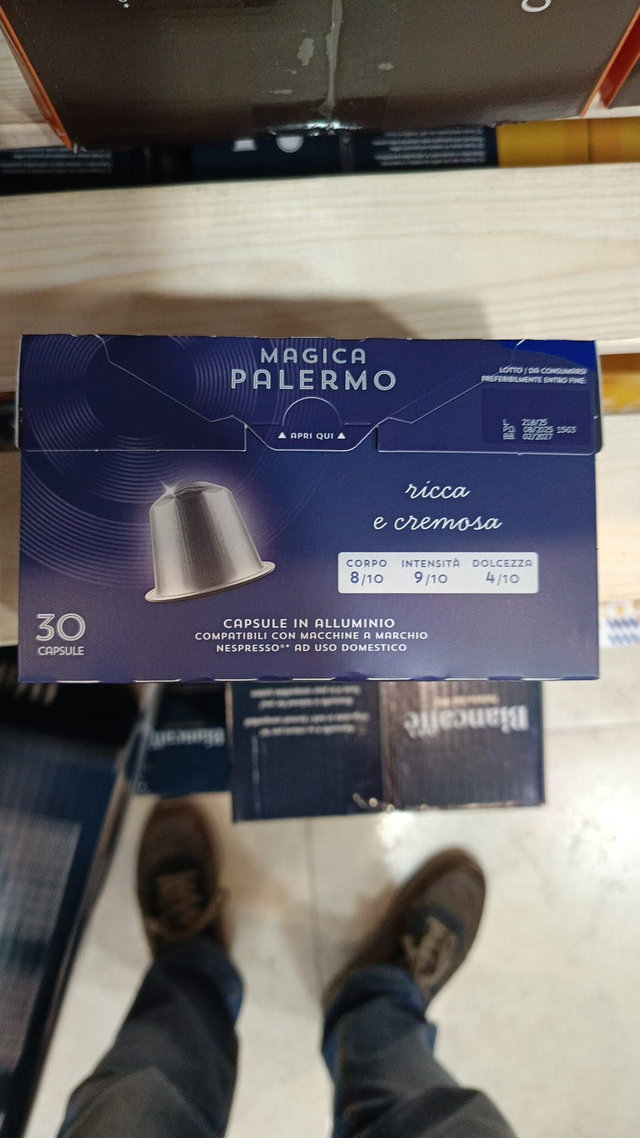 MAGICA
PALERMO
LOTTO / DA CONSUMARSI
PREFERIBILMENTE ENTRO FINE:
▲ APRI QUI ▲
L. 218/25
PD. 08/2025 1563
BB. 02/2027
ricca
e cremosa
CORPO INTENSITÀ DOLCEZZA
8/10 9/10 4/10
30
CAPSULE
CAPSULE IN ALLUMINIO
COMPATIBILI CON MACCHINE A MARCHIO
NESPRESSO®* AD USO DOMESTICO
Biancaffè
Biancaffè